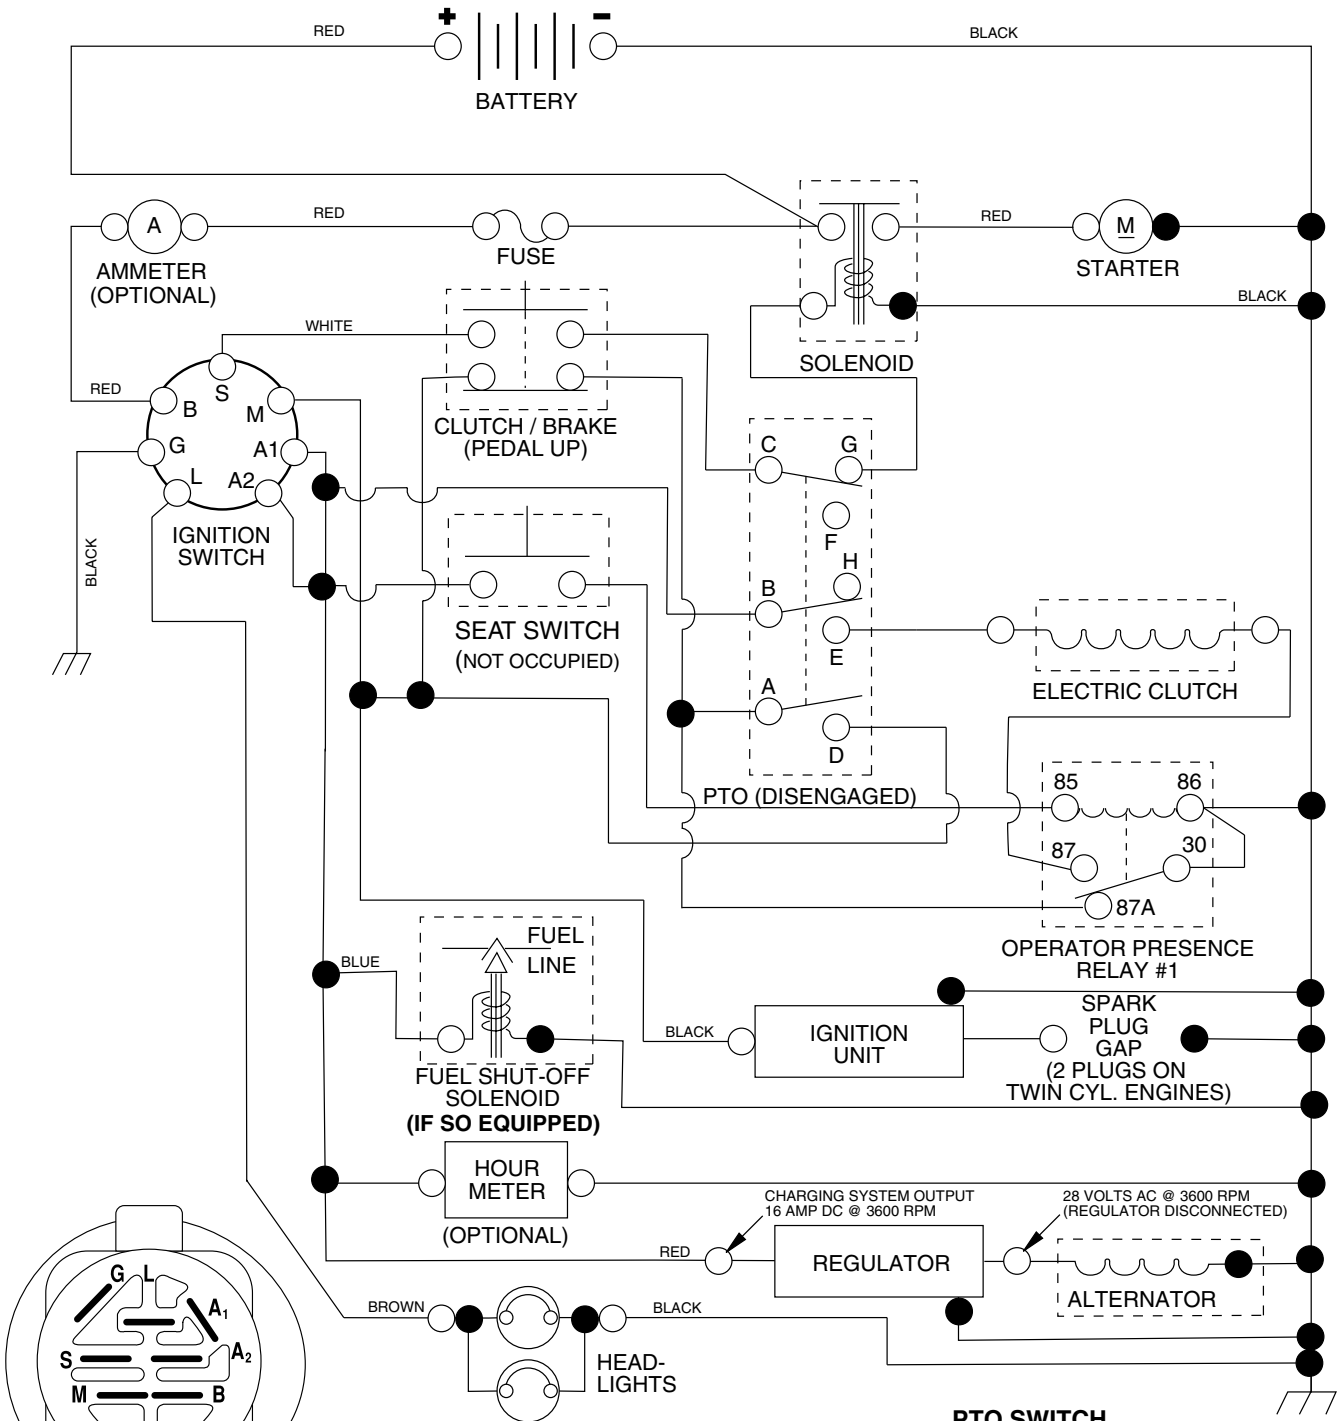 + −
RED
BLACK
BATTERY
A
RED
RED
M
AMMETER
(OPTIONAL)
FUSE
STARTER
BLACK
WHITE
SOLENOID
RED
S
B
M
CLUTCH / BRAKE
(PEDAL UP)
G
A1
C
G
L
A2
IGNITION
SWITCH
F
H
BLACK
B
SEAT SWITCH
(NOT OCCUPIED)
E
ELECTRIC CLUTCH
A
D
PTO (DISENGAGED)
85
86
87
30
87A
FUEL
LINE
OPERATOR PRESENCE
RELAY #1
BLUE
SPARK
PLUG
GAP
(2 PLUGS ON
TWIN CYL. ENGINES)
BLACK
IGNITION
UNIT
FUEL SHUT-OFF
SOLENOID
(IF SO EQUIPPED)
HOUR
METER
(OPTIONAL)
CHARGING SYSTEM OUTPUT
16 AMP DC @ 3600 RPM
28 VOLTS AC @ 3600 RPM
(REGULATOR DISCONNECTED)
RED
REGULATOR
ALTERNATOR
BROWN
BLACK
HEAD-
LIGHTS
G L
A1
S
A2
M
B
PTO SWITCH